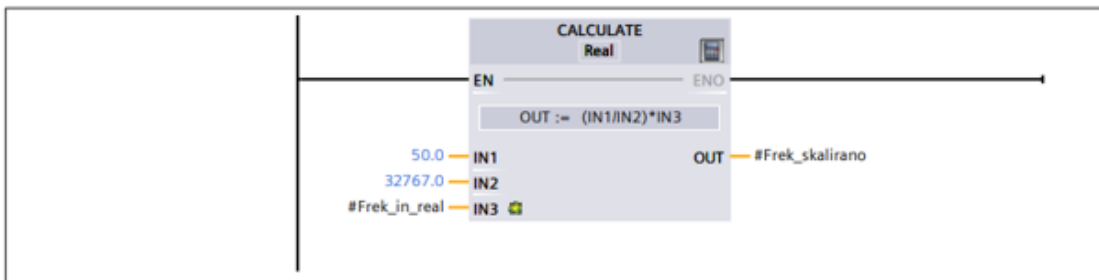 CALCULATE
Real
EN ENO
OUT := (IN1/IN2)*IN3
50.0 IN1 OUT #Frek_skalirano
32767.0 IN2
#Frek_in_real IN3